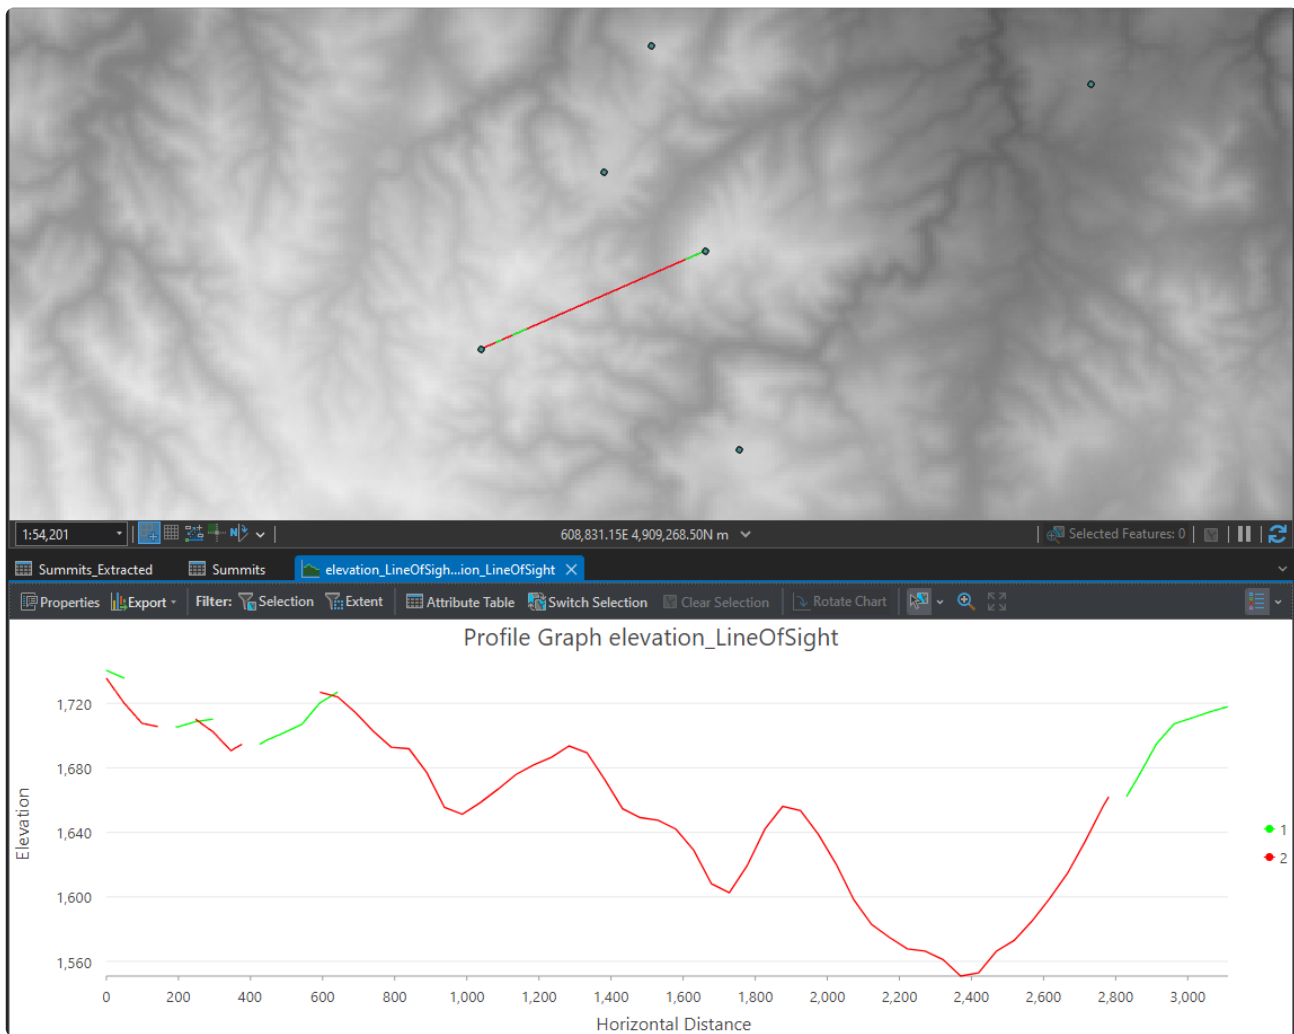 1:54,201
608,831.15E 4,909,268.50N m
Selected Features: 0
Summits_Extracted Summits elevation_LineOfSigh...ion_LineOfSight
Properties Export Filter: Selection Extent Attribute Table Switch Selection Clear Selection Rotate Chart
Profile Graph elevation_LineOfSight
1,720
1,680
1,640
1,600
1,560
Elevation
1
2
0 200 400 600 800 1,000 1,200 1,400 1,600 1,800 2,000 2,200 2,400 2,600 2,800 3,000
Horizontal Distance